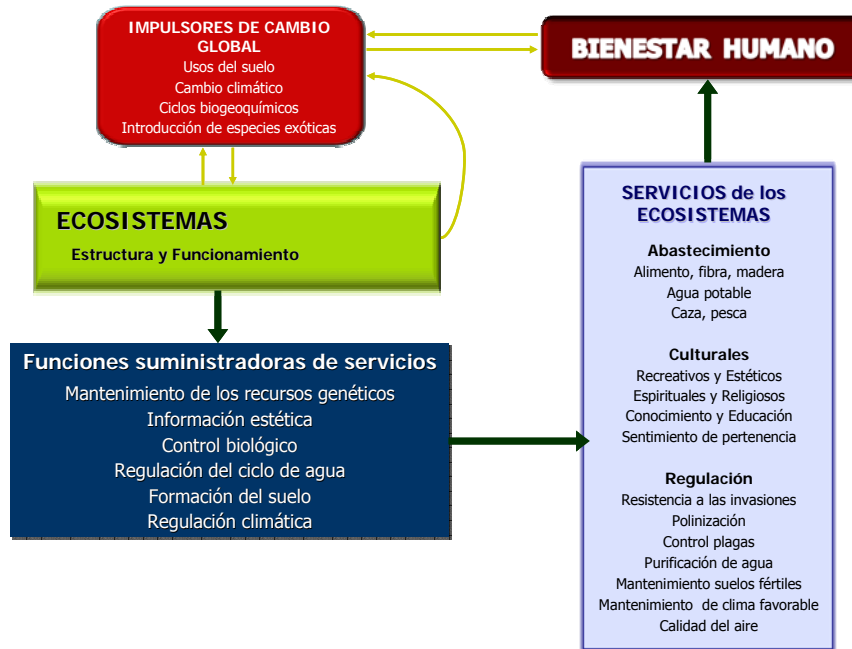 IMPULSORES DE CAMBIO
GLOBAL
Usos del suelo
Cambio climático
Ciclos biogeoquímicos
Introducción de especies exóticas
BIENESTAR HUMANO
ECOSISTEMAS
Estructura y Funcionamiento
Funciones suministradoras de servicios
Mantenimiento de los recursos genéticos
Información estética
Control biológico
Regulación del ciclo de agua
Formación del suelo
Regulación climática
SERVICIOS de los
ECOSISTEMAS
Abastecimiento
Alimento, fibra, madera
Agua potable
Caza, pesca
Culturales
Recreativos y Estéticos
Espirituales y Religiosos
Conocimiento y Educación
Sentimiento de pertenencia
Regulación
Resistencia a las invasiones
Polinización
Control plagas
Purificación de agua
Mantenimiento suelos fértiles
Mantenimiento de clima favorable
Calidad del aire